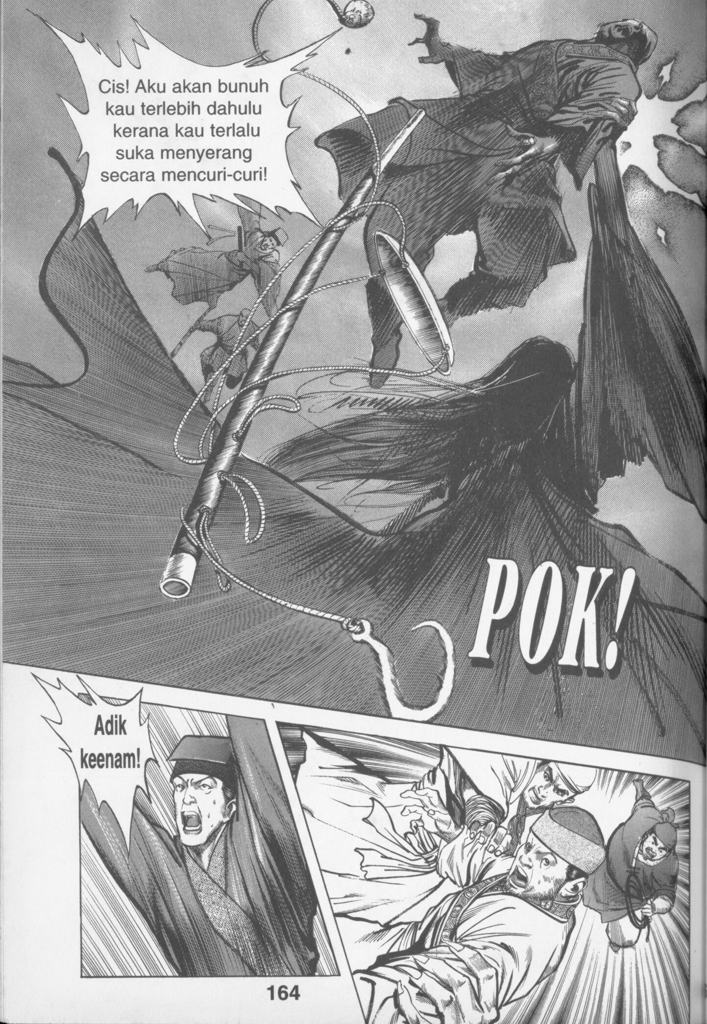 Cis! Aku akan bunuh
kau terlebih dahulu
kerana kau terlalu
suka menyerang
secara mencuri-curi!
POK!
Adik
keenam!
164